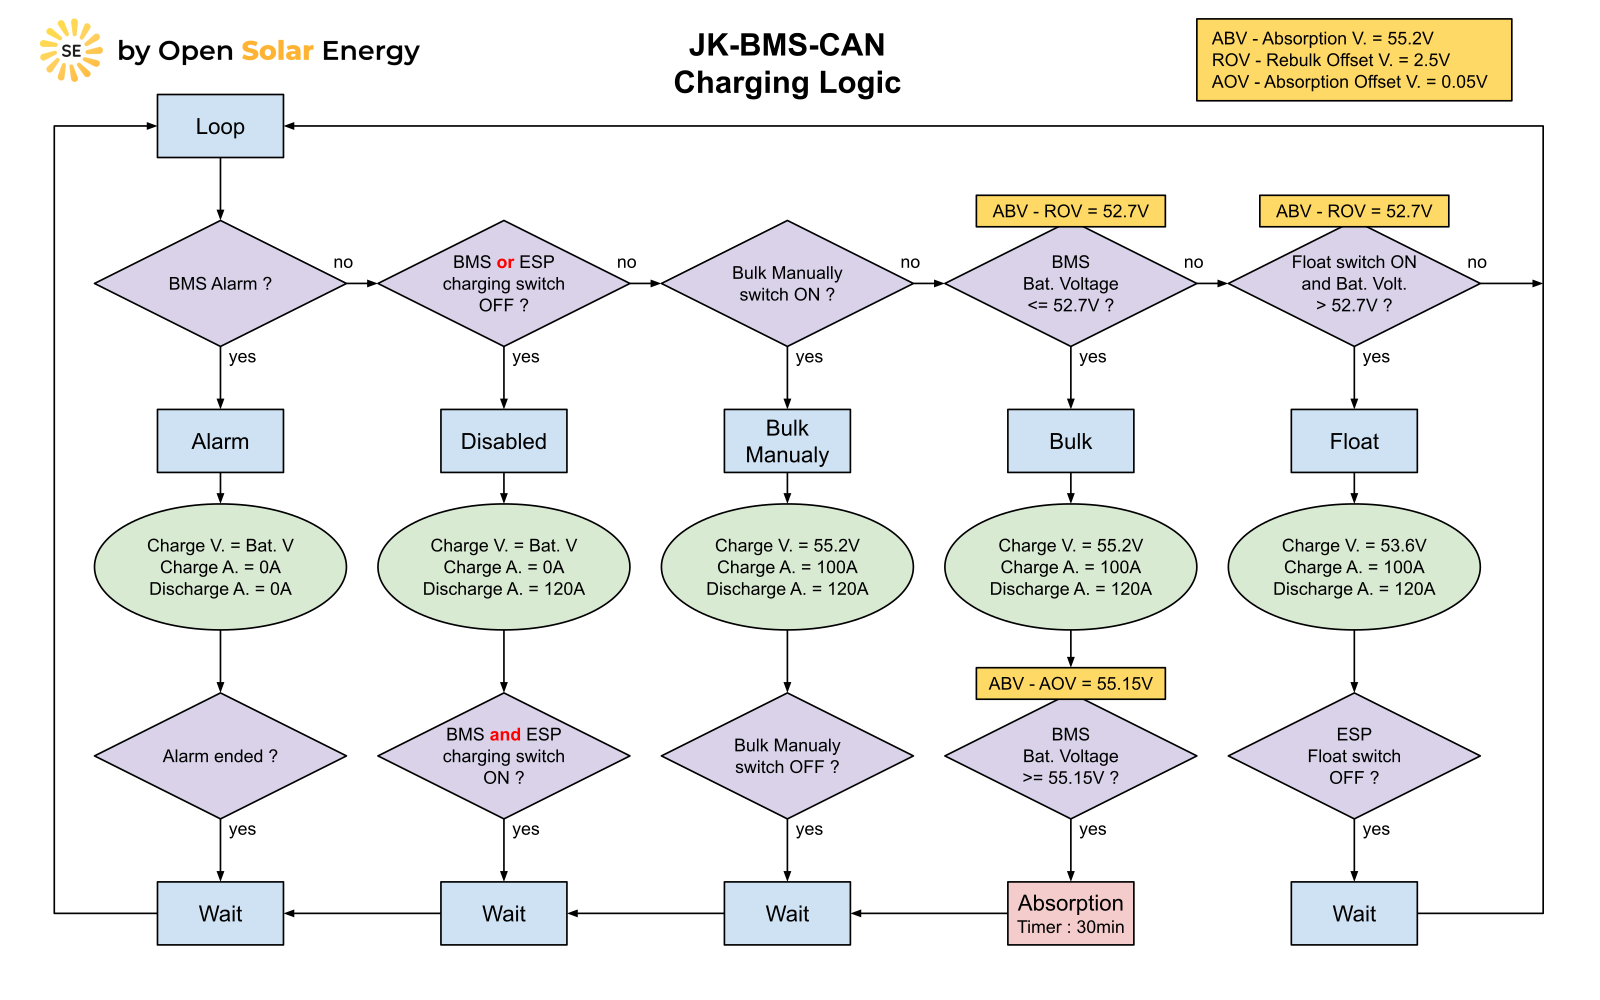 SE
by Open Solar Energy
JK-BMS-CAN
Charging Logic
ABV - Absorption V. = 55.2V
ROV - Rebulk Offset V. = 2.5V
AOV - Absorption Offset V. = 0.05V
Loop
ABV - ROV = 52.7V
ABV - ROV = 52.7V
BMS Alarm ?
no
BMS or ESP
charging switch
OFF ?
no
Bulk Manually
switch ON ?
no
BMS
Bat. Voltage
<= 52.7V ?
no
Float switch ON
and Bat. Volt.
> 52.7V ?
no
yes
yes
yes
yes
yes
Alarm
Disabled
Bulk
Manualy
Bulk
Float
Charge V. = Bat. V
Charge A. = 0A
Discharge A. = 0A
Charge V. = Bat. V
Charge A. = 0A
Discharge A. = 120A
Charge V. = 55.2V
Charge A. = 100A
Discharge A. = 120A
Charge V. = 55.2V
Charge A. = 100A
Discharge A. = 120A
Charge V. = 53.6V
Charge A. = 100A
Discharge A. = 120A
ABV - AOV = 55.15V
Alarm ended ?
BMS and ESP
charging switch
ON ?
Bulk Manualy
switch OFF ?
BMS
Bat. Voltage
>= 55.15V ?
ESP
Float switch
OFF ?
yes
yes
yes
yes
yes
Wait
Wait
Wait
Absorption
Timer : 30min
Wait